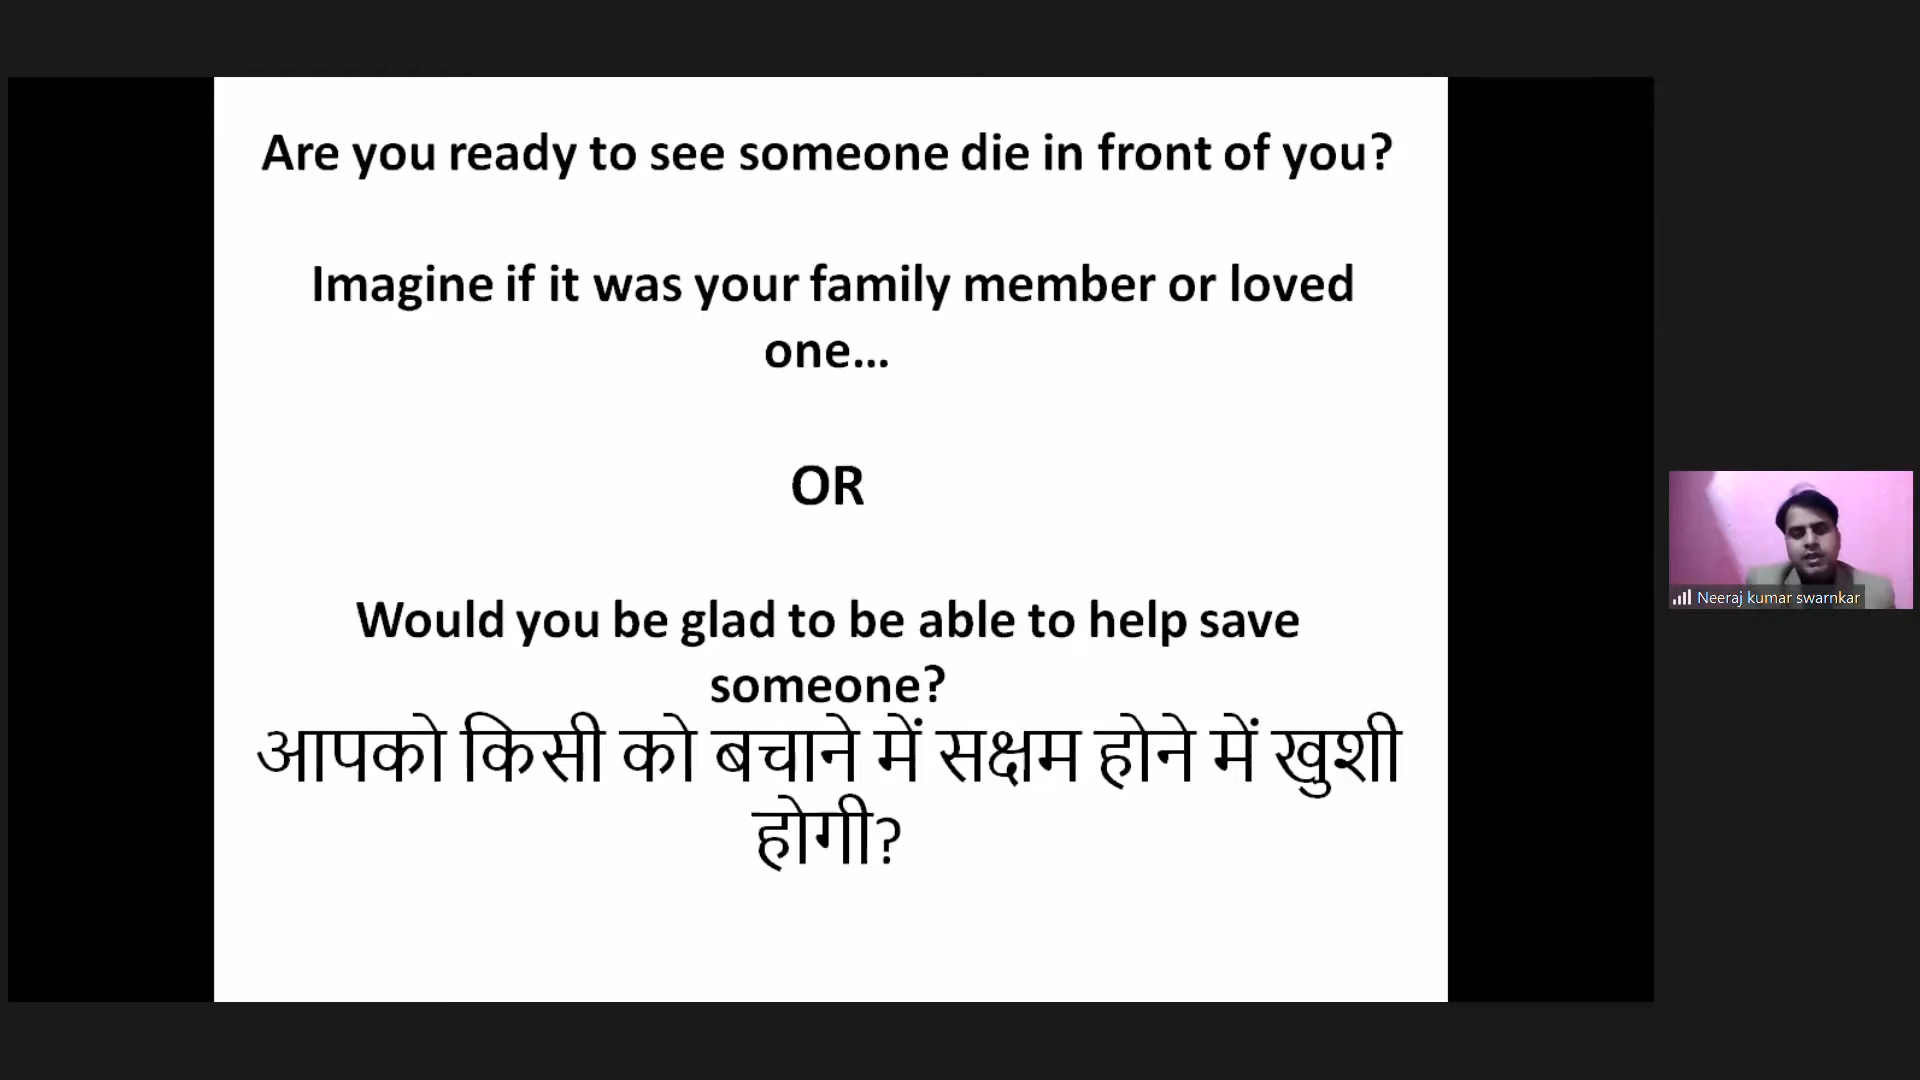 Are you ready to see someone die in front of you?
Imagine if it was your family member or loved
one...
OR
Would you be glad to be able to help save
someone?
आपको किसी को बचाने में सक्षम होने में खुशी
होगी?
Neeraj kumar swarnkar